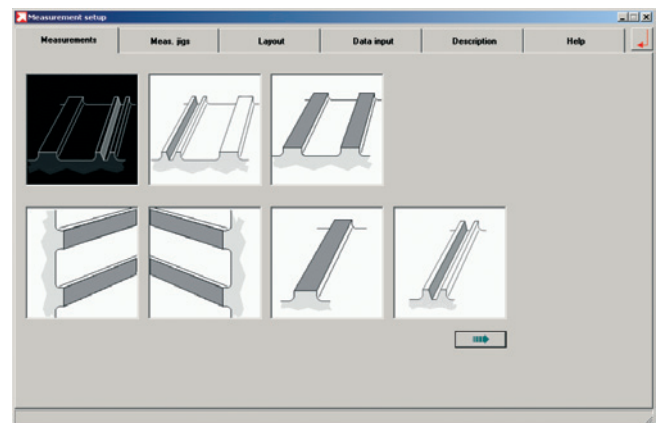 Measurement setup
Measurements
Meas. jigs
Layout
Data input
Description
Help